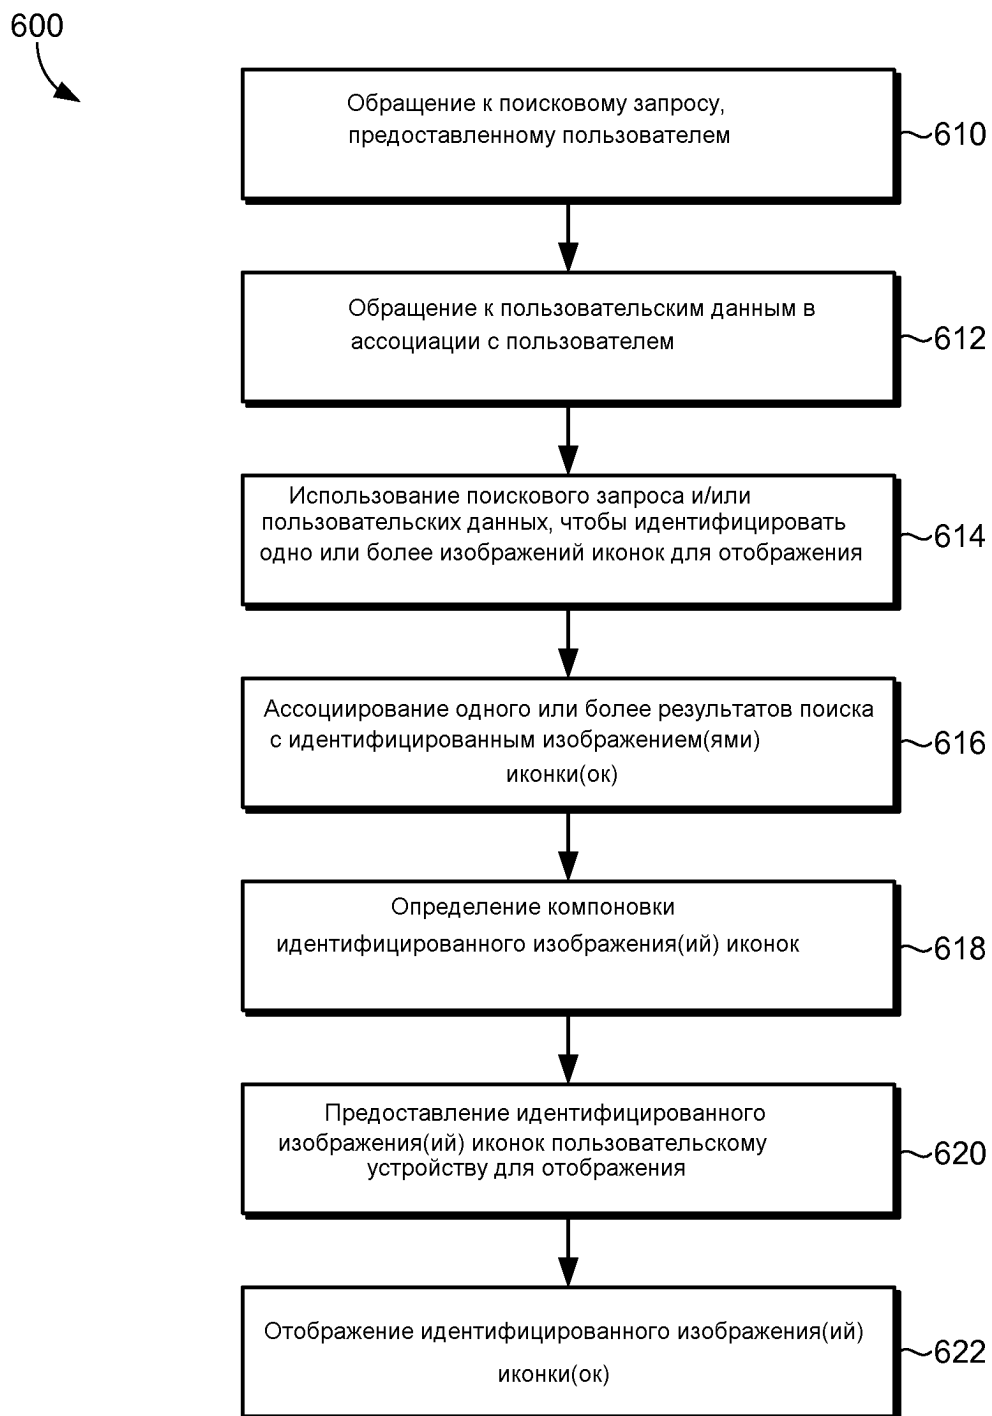 600
Обращение к поисковому запросу,
предоставленному пользователем
610
Обращение к пользовательским данным в
ассоциации с пользователем
612
Использование поискового запроса и/или
пользовательских данных, чтобы идентифицировать
одно или более изображений иконок для отображения
614
Ассоциирование одного или более результатов поиска
с идентифицированным изображением(ями)
иконки(ок)
616
Определение компоновки
идентифицированного изображения(ий) иконок
618
Предоставление идентифицированного
изображения(ий) иконок пользовательскому
устройству для отображения
620
Отображение идентифицированного изображения(ий)
иконки(ок)
622